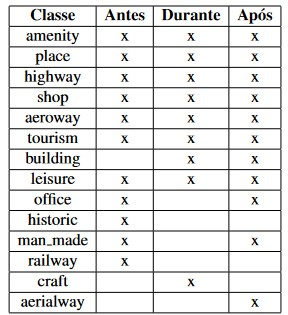 Classe Antes Durante Após
amenity x x x
place x x x
highway x x x
shop x x x
aeroway x x x
tourism x x x
building x x
leisure x x x
office x x
historic x
man_made x x
railway x
craft x
aerialway x